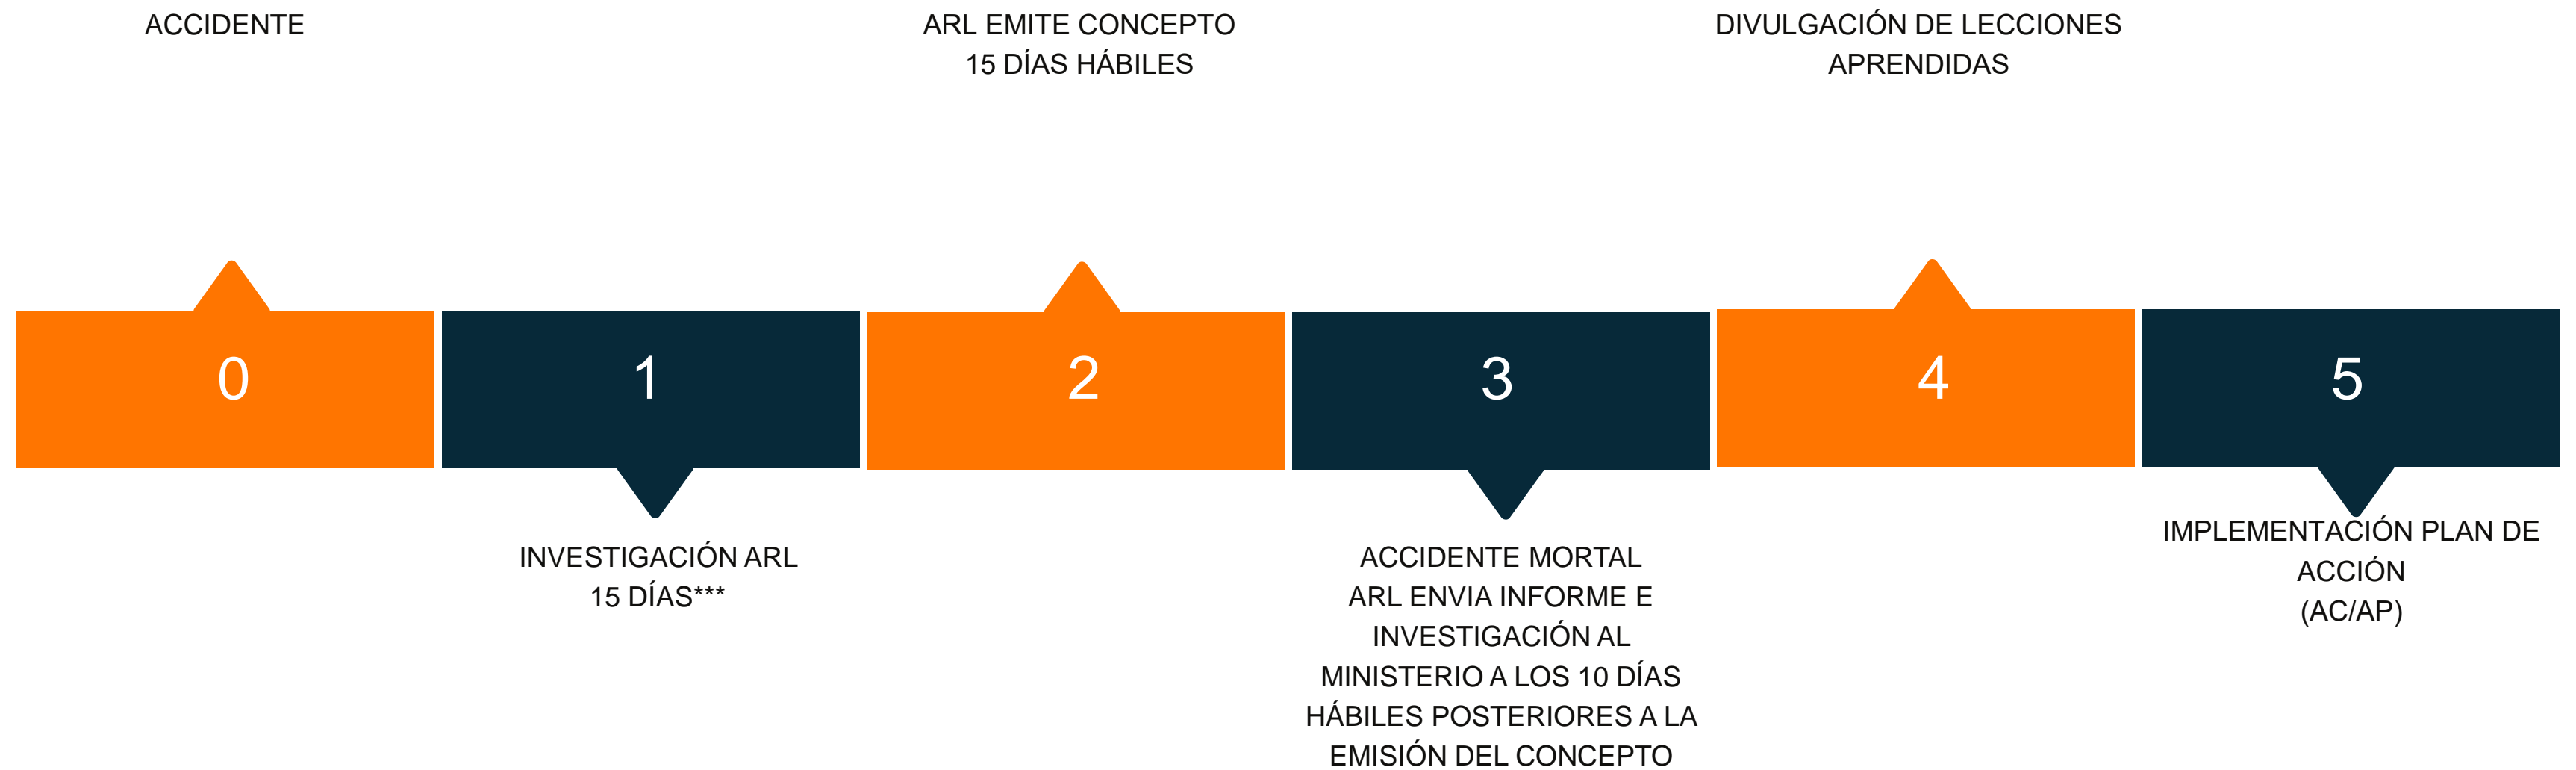 ACCIDENTE
ARL EMITE CONCEPTO
15 DÍAS HÁBILES
DIVULGACIÓN DE LECCIONES
APRENDIDAS
0
1
2
3
4
5
INVESTIGACIÓN ARL
15 DÍAS***
ACCIDENTE MORTAL
ARL ENVIA INFORME E
INVESTIGACIÓN AL
MINISTERIO A LOS 10 DÍAS
HÁBILES POSTERIORES A LA
EMISIÓN DEL CONCEPTO
IMPLEMENTACIÓN PLAN DE
ACCIÓN
(AC/AP)